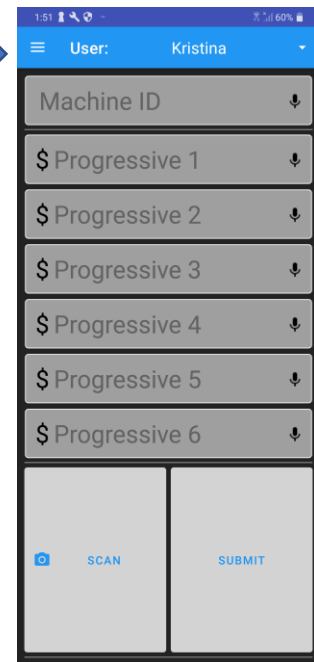 1:51 60%
User: Kristina
Machine ID
$ Progressive 1
$ Progressive 2
$ Progressive 3
$ Progressive 4
$ Progressive 5
$ Progressive 6
SCAN SUBMIT